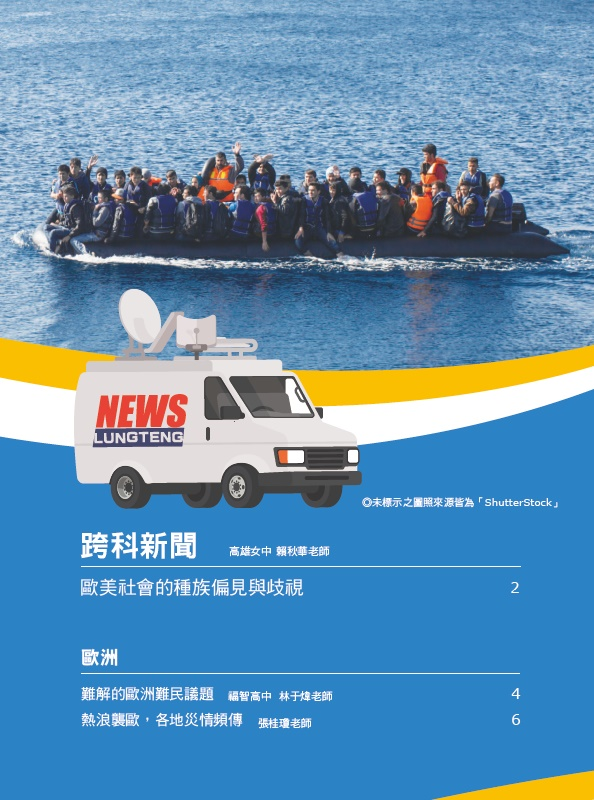 NEWS
LUNGTENG
◎未標示之圖照來源皆為「ShutterStock」
跨科新聞 高雄女中 賴秋華老師
歐美社會的種族偏見與歧視 2
歐洲
難解的歐洲難民議題 福智高中 林于煒老師 4
熱浪襲歐，各地災情頻傳 張桂瓊老師 6